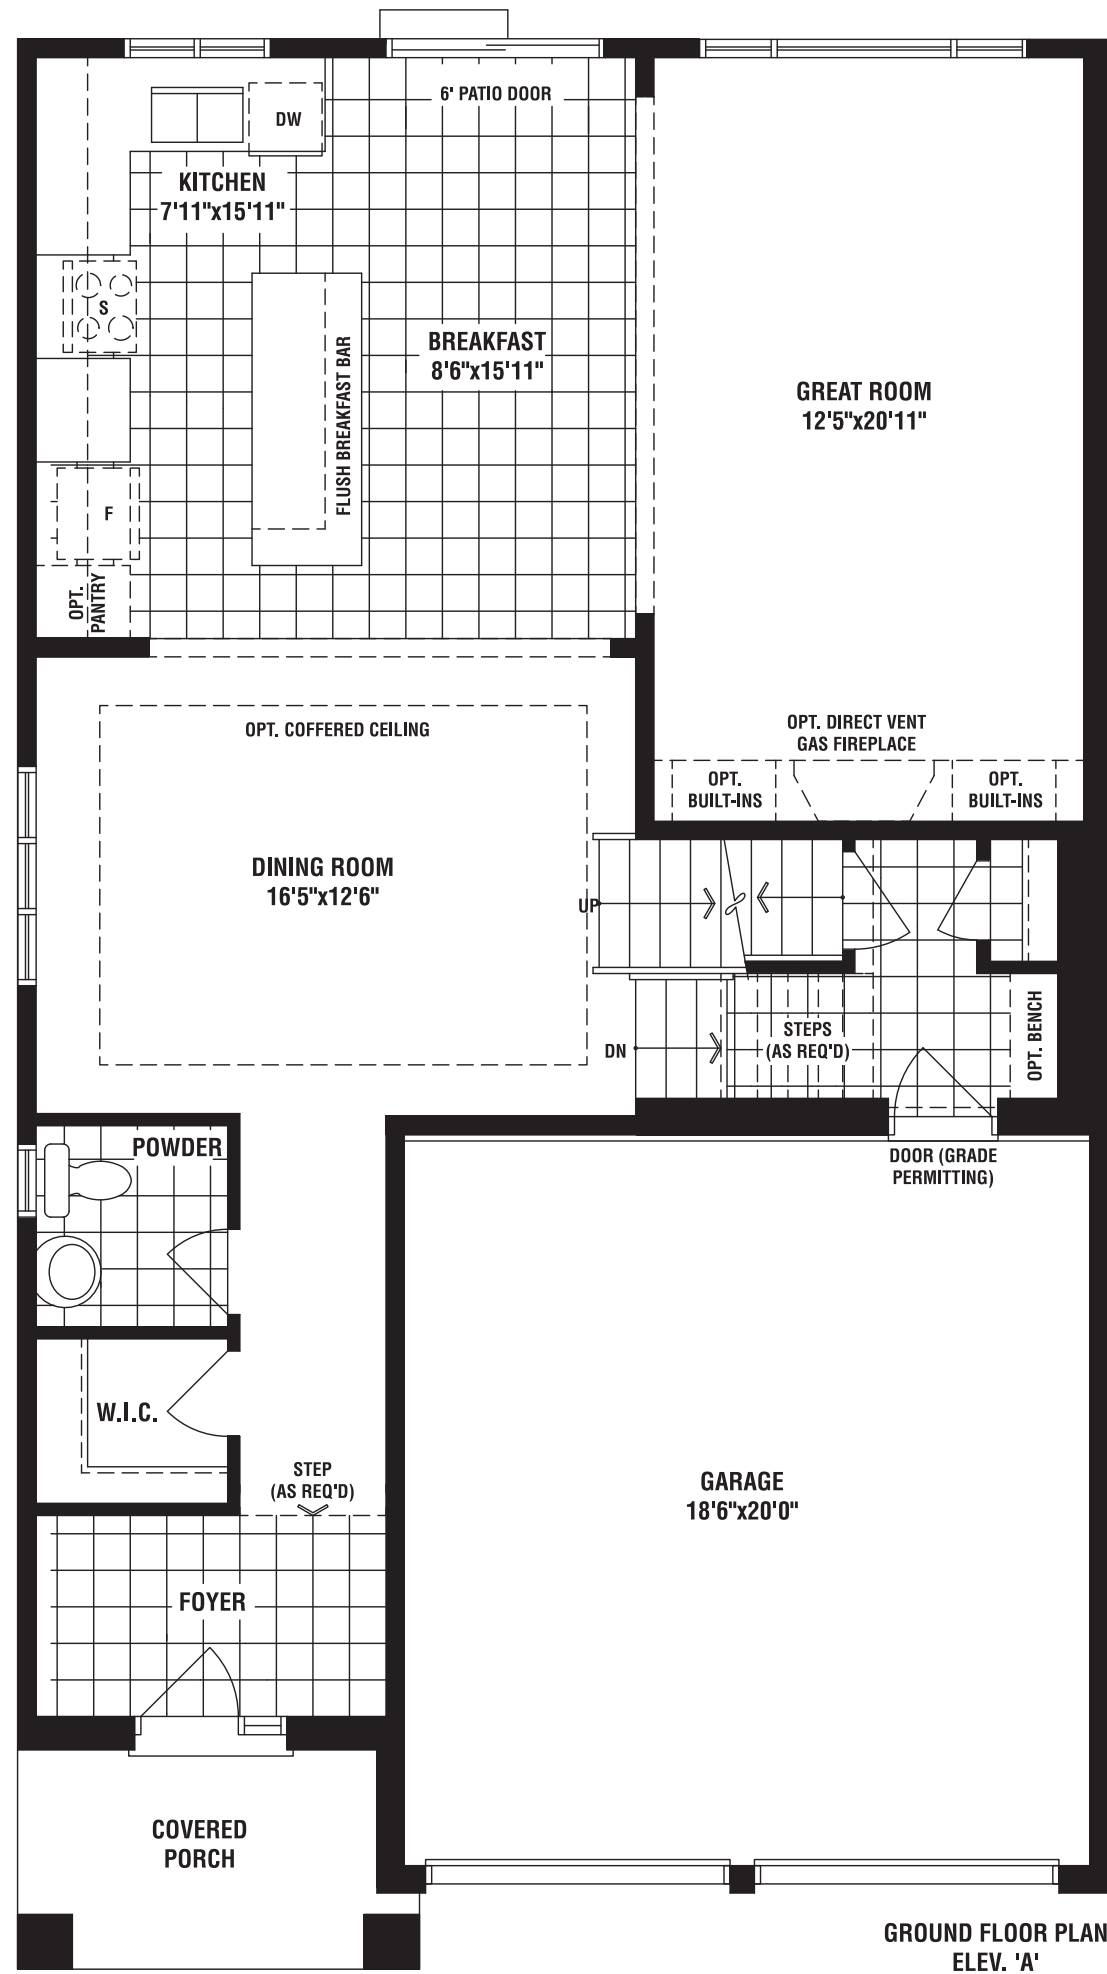 6' PATIO DOOR
DW
KITCHEN
7'11"x15'11"
S
BREAKFAST
8'6"x15'11"
FLUSH BREAKFAST BAR
GREAT ROOM
12'5"x20'11"
F
OPT.
PANTRY
OPT. COFFERED CEILING
OPT. DIRECT VENT
GAS FIREPLACE
OPT.
BUILT-INS
OPT.
BUILT-INS
DINING ROOM
16'5"x12'6"
UP
DN
STEPS
(AS REQ'D)
OPT. BENCH
POWDER
DOOR (GRADE
PERMITTING)
W.I.C.
STEP
(AS REQ'D)
GARAGE
18'6"x20'0"
FOYER
COVERED
PORCH
GROUND FLOOR PLAN
ELEV. 'A'